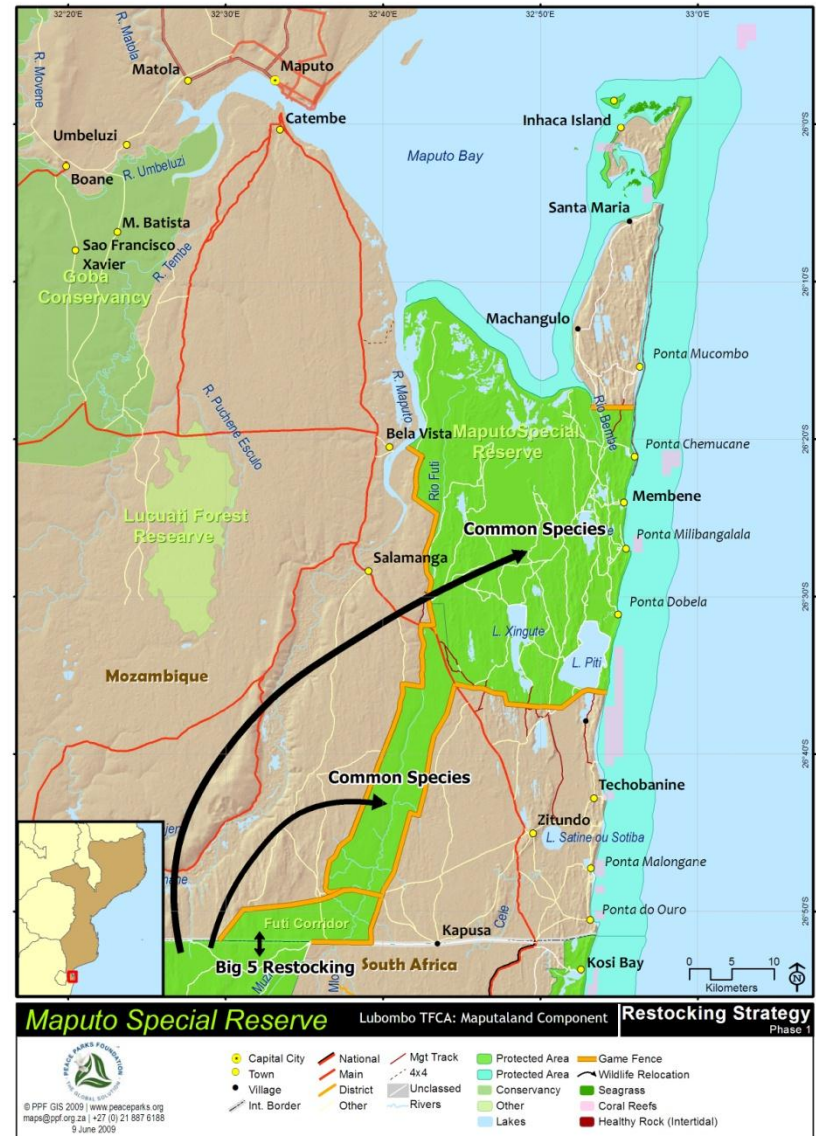 32°20'E
32°30'E
32°40'E
32°50'E
33°0'E
R. Movene
R. Matola
Matola
Maputo
Catembe
Inhaca Island
26°0'S
Umbeluzi
R. Umbeluzi
Boane
Maputo Bay
M. Batista
Santa Maria
Sao Francisco
Xavier
R. Tembe
Goba
Conservancy
26°10'S
Machangulo
Ponta Mucombo
R. Maputo
R. Puchene Esculo
Rio Bembe
Bela Vista
Maputo Special
Reserve
Ponta Chemucane
26°20'S
Rio Futi
Membene
Lucuati Forest
Researve
Common Species
Ponta Milibangalala
Salamanga
26°30'S
Ponta Dobela
L. Xingute
L. Piti
Mozambique
26°40'S
Common Species
Techobanine
Zitundo
L. Satine ou Sotiba
Ponta Malongane
26°50'S
Futi Corridor
Ceie
Ponta do Ouro
Kapusa
Big 5 Restocking
South Africa
Kosi Bay
0 5 10
Kilometers
N
Maputo Special Reserve
Lubombo TFCA: Maputaland Component
Restocking Strategy
Phase 1
PEACE PARKS FOUNDATION
THE GLOBAL SOLUTION
© PPF GIS 2009 | www.peaceparks.org
maps@ppf.org.za | +27 (0) 21 887 6188
9 June 2009
Capital City
Town
Village
Int. Border
National
Main
District
Other
Mgt Track
4x4
Unclassed
Rivers
Protected Area
Protected Area
Conservancy
Other
Lakes
Game Fence
Wildlife Relocation
Seagrass
Coral Reefs
Healthy Rock (Intertidal)